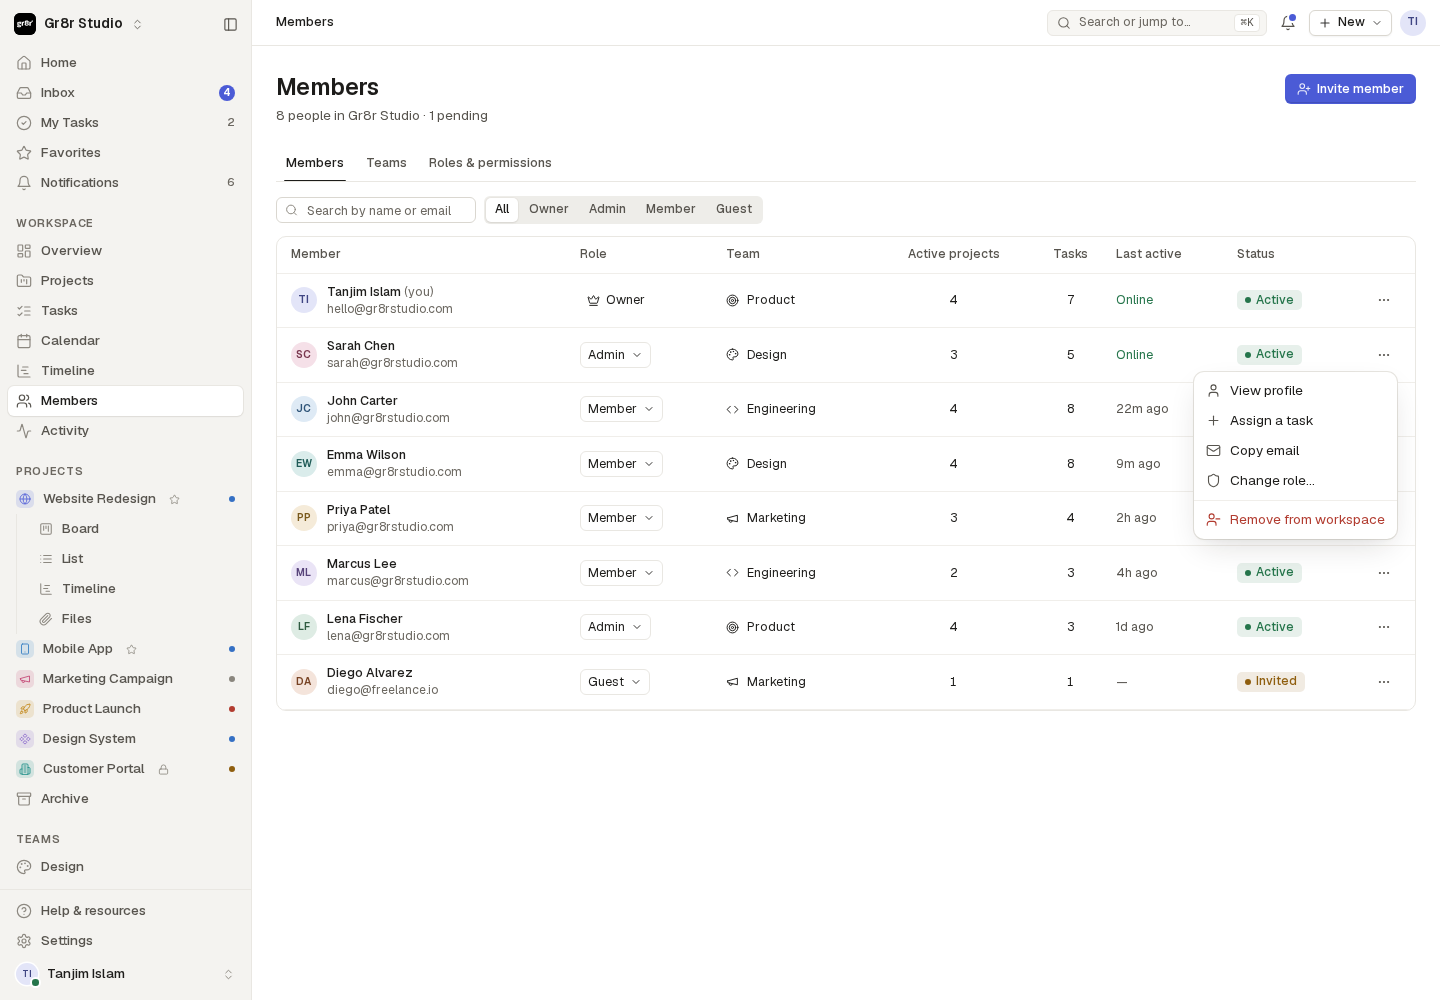 gr8r
Gr8r Studio
Home
Inbox
4
My Tasks
2
Favorites
Notifications
6
WORKSPACE
Overview
Projects
Tasks
Calendar
Timeline
Members
Activity
PROJECTS
Website Redesign
Board
List
Timeline
Files
Mobile App
Marketing Campaign
Product Launch
Design System
Customer Portal
Archive
TEAMS
Design
Help & resources
Settings
TI
Tanjim Islam
Members
Search or jump to...
⌘K
New
TI
Members
8 people in Gr8r Studio · 1 pending
Invite member
Members Teams Roles & permissions
Search by name or email
All Owner Admin Member Guest
Member Role Team Active projects Tasks Last active Status
TI Tanjim Islam (you) Owner Product 4 7 Online Active
hello@gr8rstudio.com
SC Sarah Chen Admin Design 3 5 Online Active
sarah@gr8rstudio.com
JC John Carter Member Engineering 4 8 22m ago
john@gr8rstudio.com
EW Emma Wilson Member Design 4 8 9m ago
emma@gr8rstudio.com
PP Priya Patel Member Marketing 3 4 2h ago
priya@gr8rstudio.com
ML Marcus Lee Member Engineering 2 3 4h ago Active
marcus@gr8rstudio.com
LF Lena Fischer Admin Product 4 3 1d ago Active
lena@gr8rstudio.com
DA Diego Alvarez Guest Marketing 1 1 — Invited
diego@freelance.io
View profile
Assign a task
Copy email
Change role...
Remove from workspace